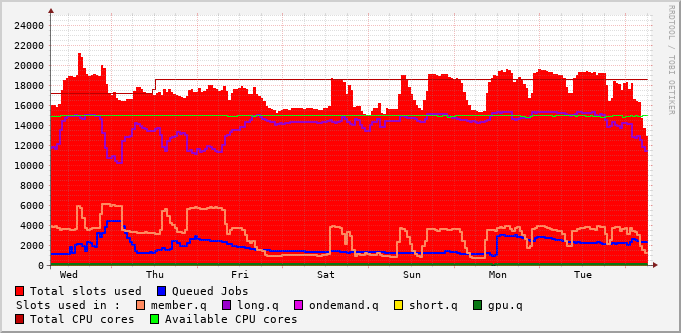 24000
22000
20000
18000
16000
14000
12000
10000
8000
6000
4000
2000
0
Wed Thu Fri Sat Sun Mon Tue
RRDTOOL / TOBI OETIKER
Total slots used Queued Jobs
Slots used in : member.q long.q ondemand.q short.q gpu.q
Total CPU cores Available CPU cores